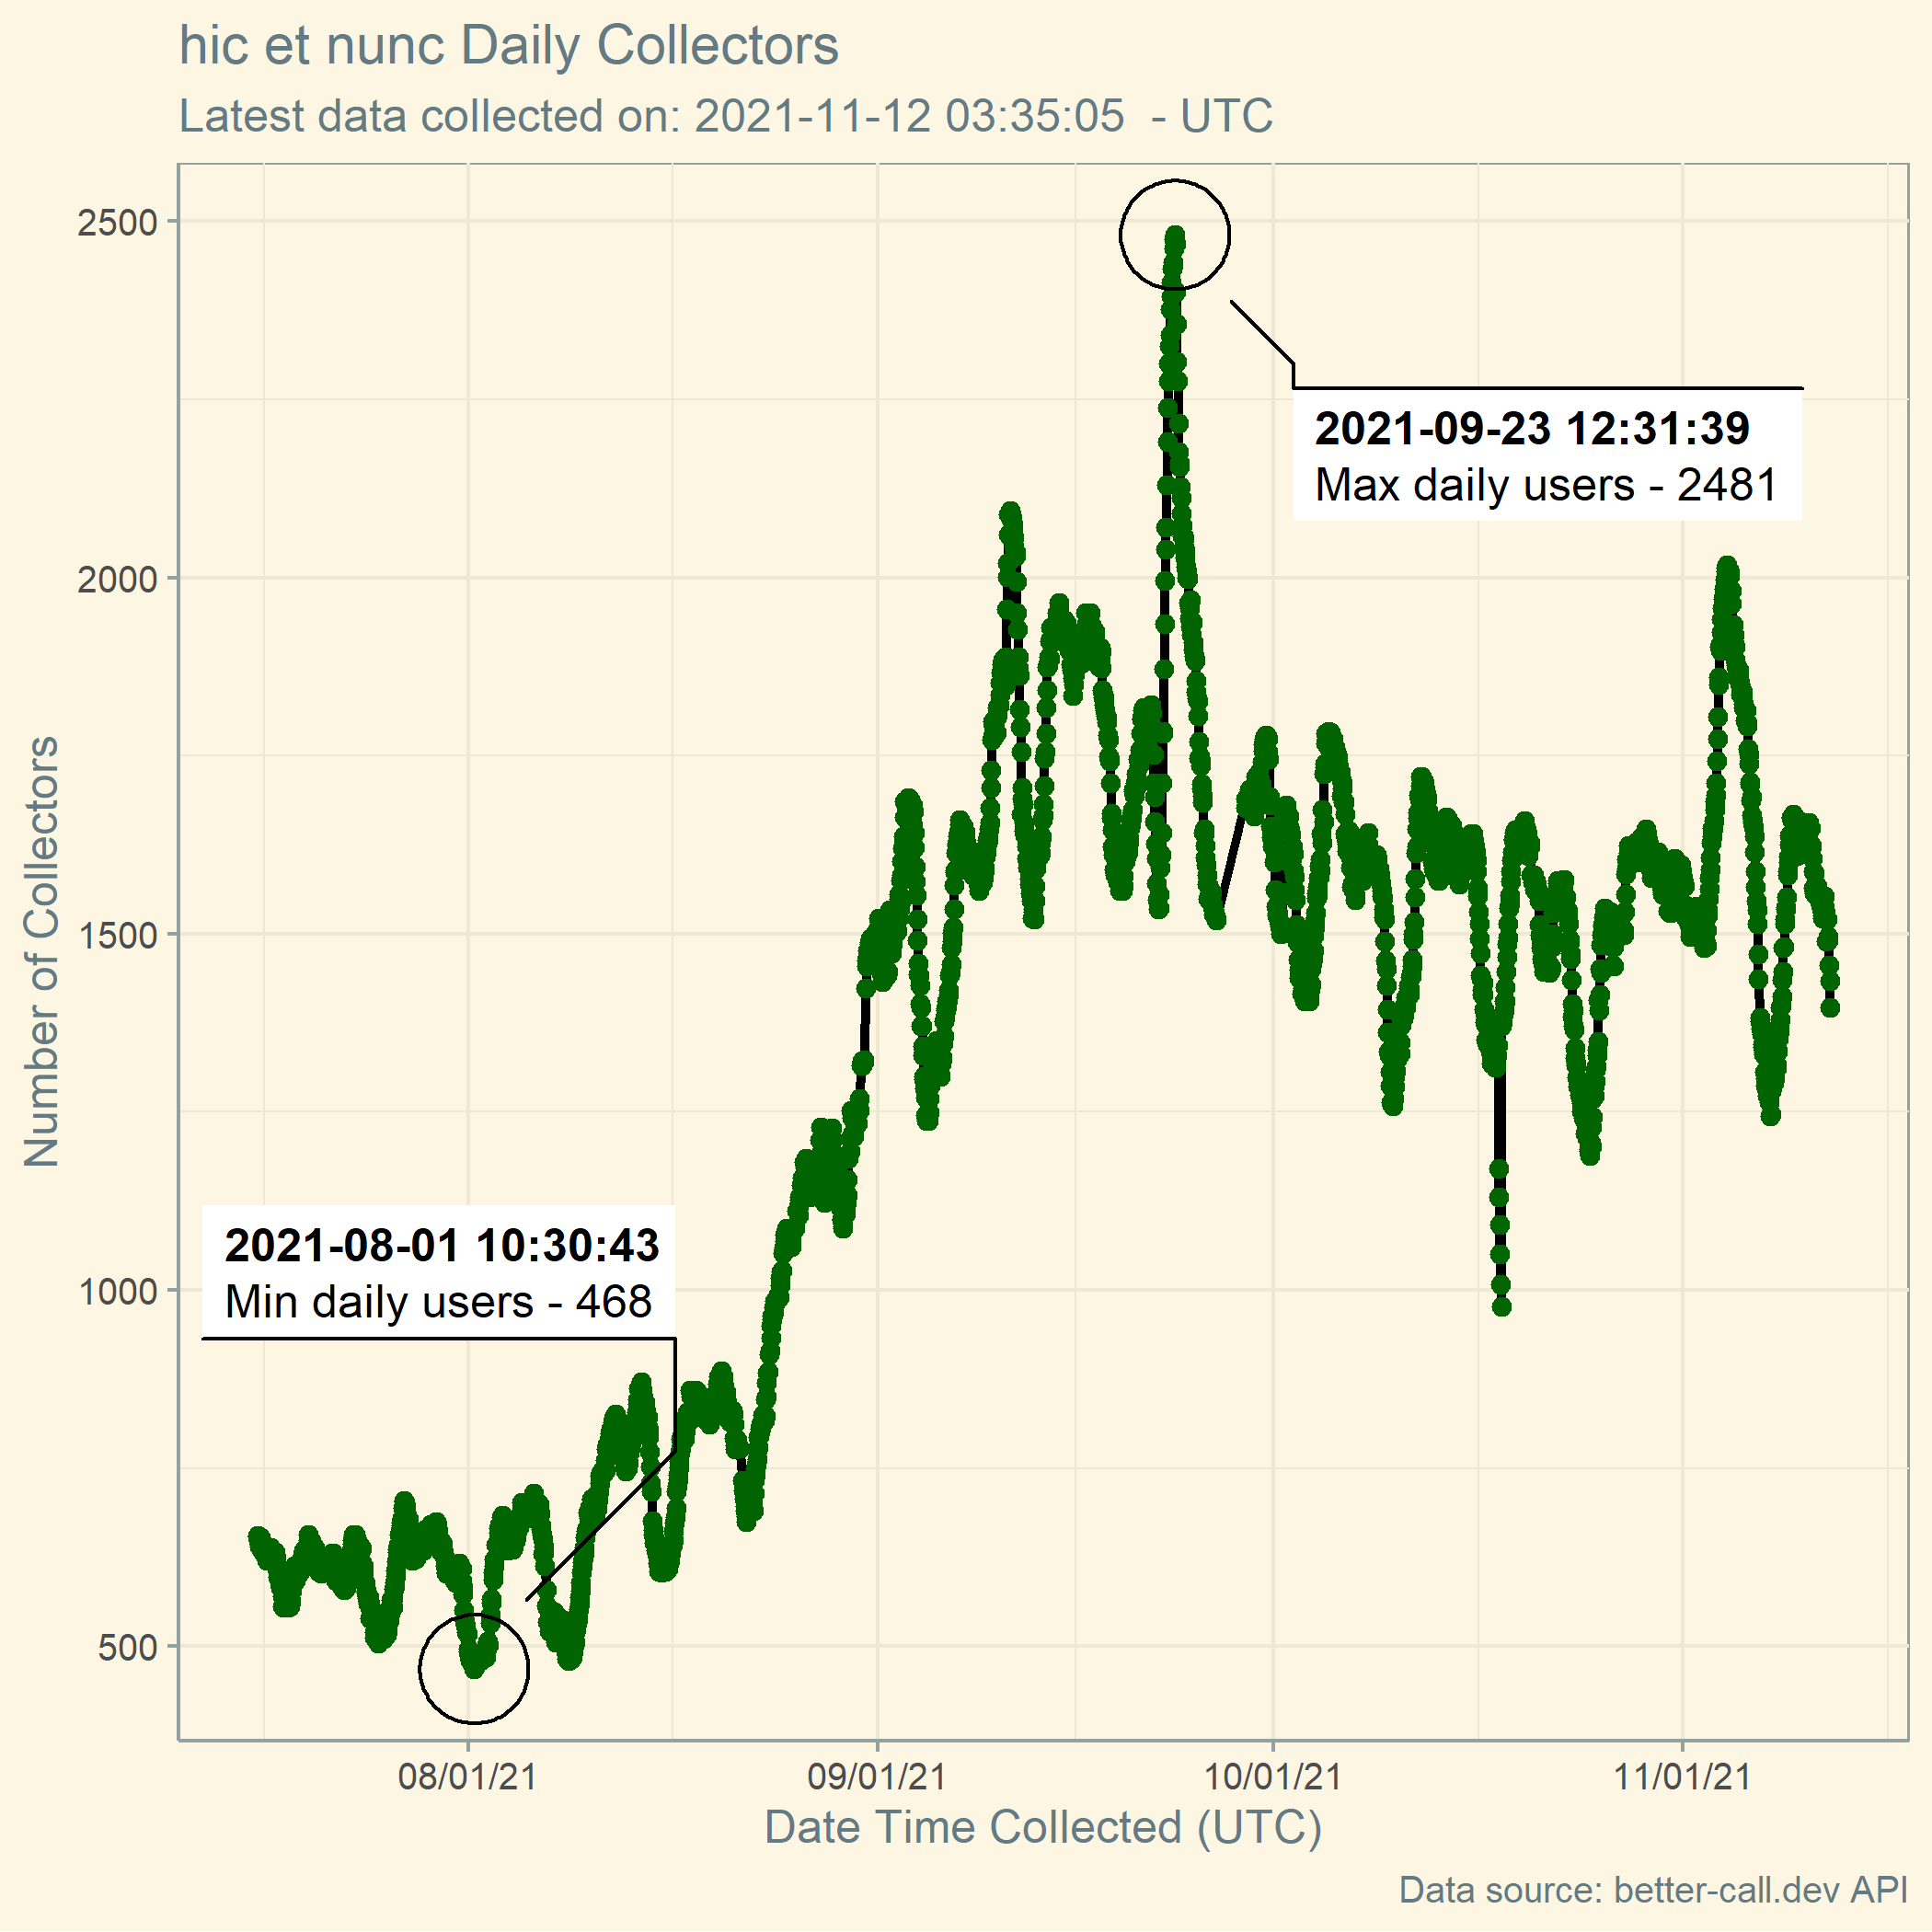 hic et nunc Daily Collectors
Latest data collected on: 2021-11-12 03:35:05  - UTC
Number of Collectors
2500
2000
1500
1000
500
2021-09-23 12:31:39
Max daily users - 2481
2021-08-01 10:30:43
Min daily users - 468
08/01/21
09/01/21
10/01/21
11/01/21
Date Time Collected (UTC)
Data source: better-call.dev API